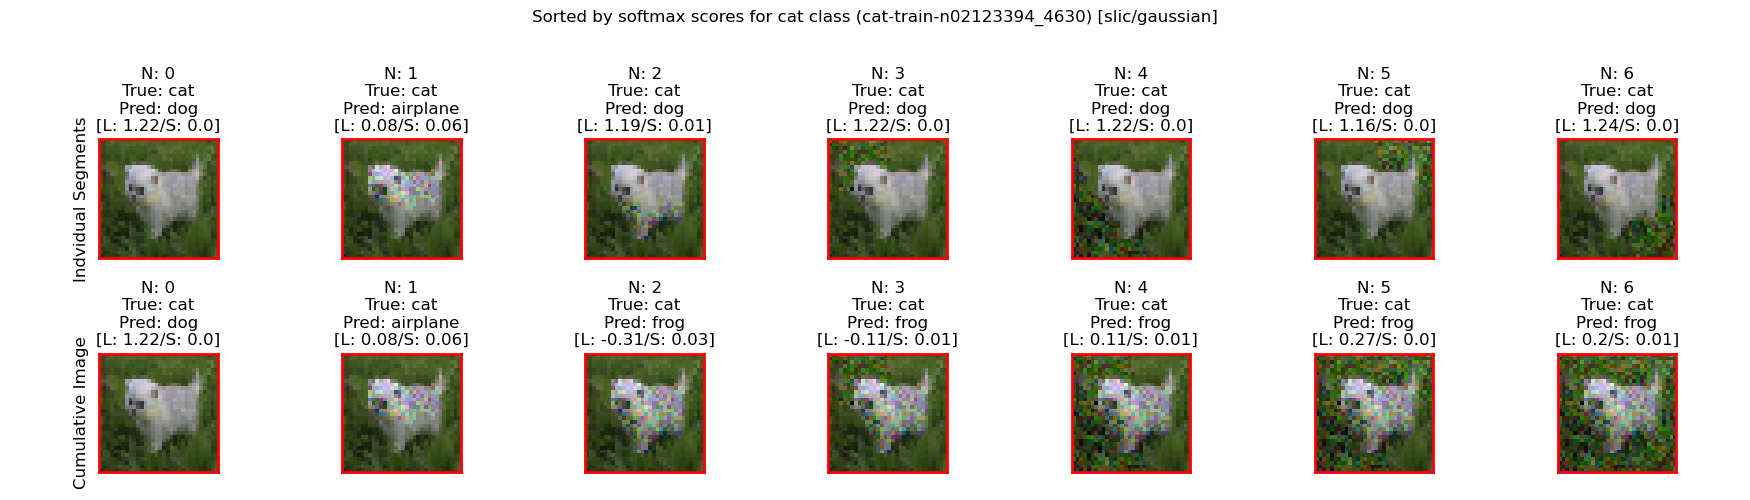 Sorted by softmax scores for cat class (cat-train-n02123394_4630) [slic/gaussian]
Indvidual Segments
N: 0
True: cat
Pred: dog
[L: 1.22/S: 0.0]
N: 1
True: cat
Pred: airplane
[L: 0.08/S: 0.06]
N: 2
True: cat
Pred: dog
[L: 1.19/S: 0.01]
N: 3
True: cat
Pred: dog
[L: 1.22/S: 0.0]
N: 4
True: cat
Pred: dog
[L: 1.22/S: 0.0]
N: 5
True: cat
Pred: dog
[L: 1.16/S: 0.0]
N: 6
True: cat
Pred: dog
[L: 1.24/S: 0.0]
Cumulative Image
N: 0
True: cat
Pred: dog
[L: 1.22/S: 0.0]
N: 1
True: cat
Pred: airplane
[L: 0.08/S: 0.06]
N: 2
True: cat
Pred: frog
[L: -0.31/S: 0.03]
N: 3
True: cat
Pred: frog
[L: -0.11/S: 0.01]
N: 4
True: cat
Pred: frog
[L: 0.11/S: 0.01]
N: 5
True: cat
Pred: frog
[L: 0.27/S: 0.0]
N: 6
True: cat
Pred: frog
[L: 0.2/S: 0.01]